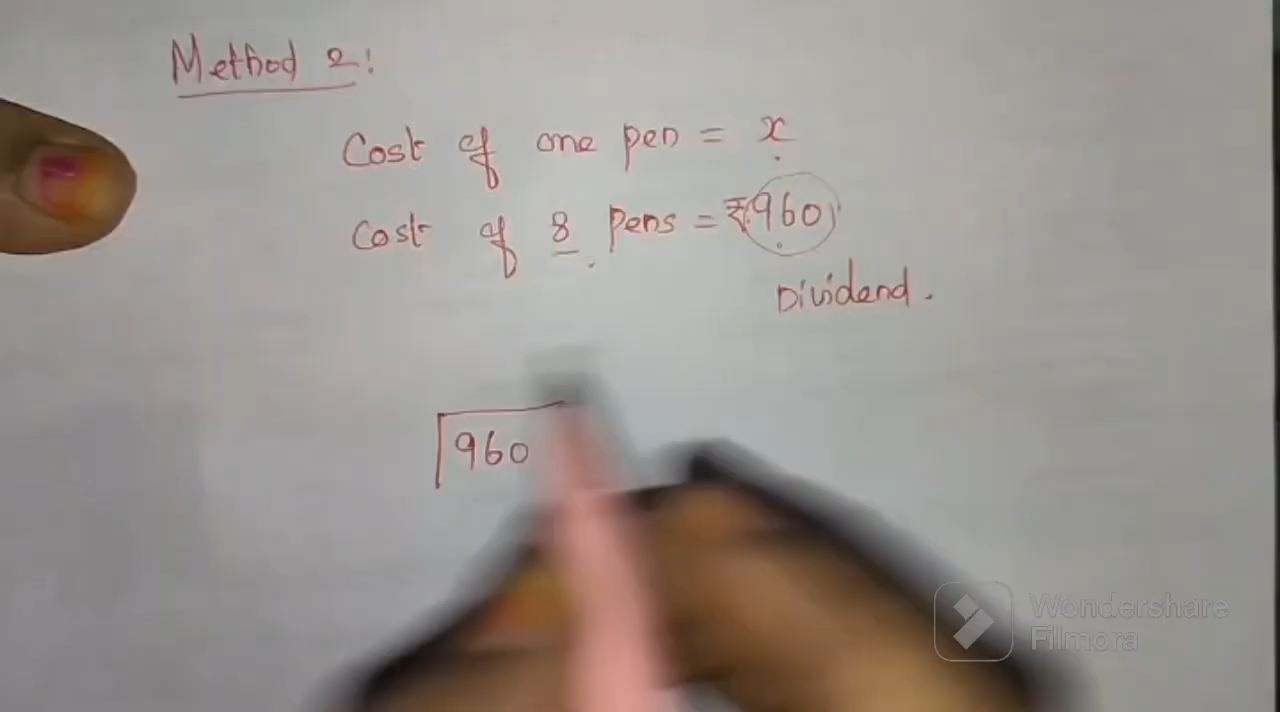 Method 2:
Cost of one pen = x
Cost of 8 pens = ₹960
Dividend.
960
Wondershare
Filmora